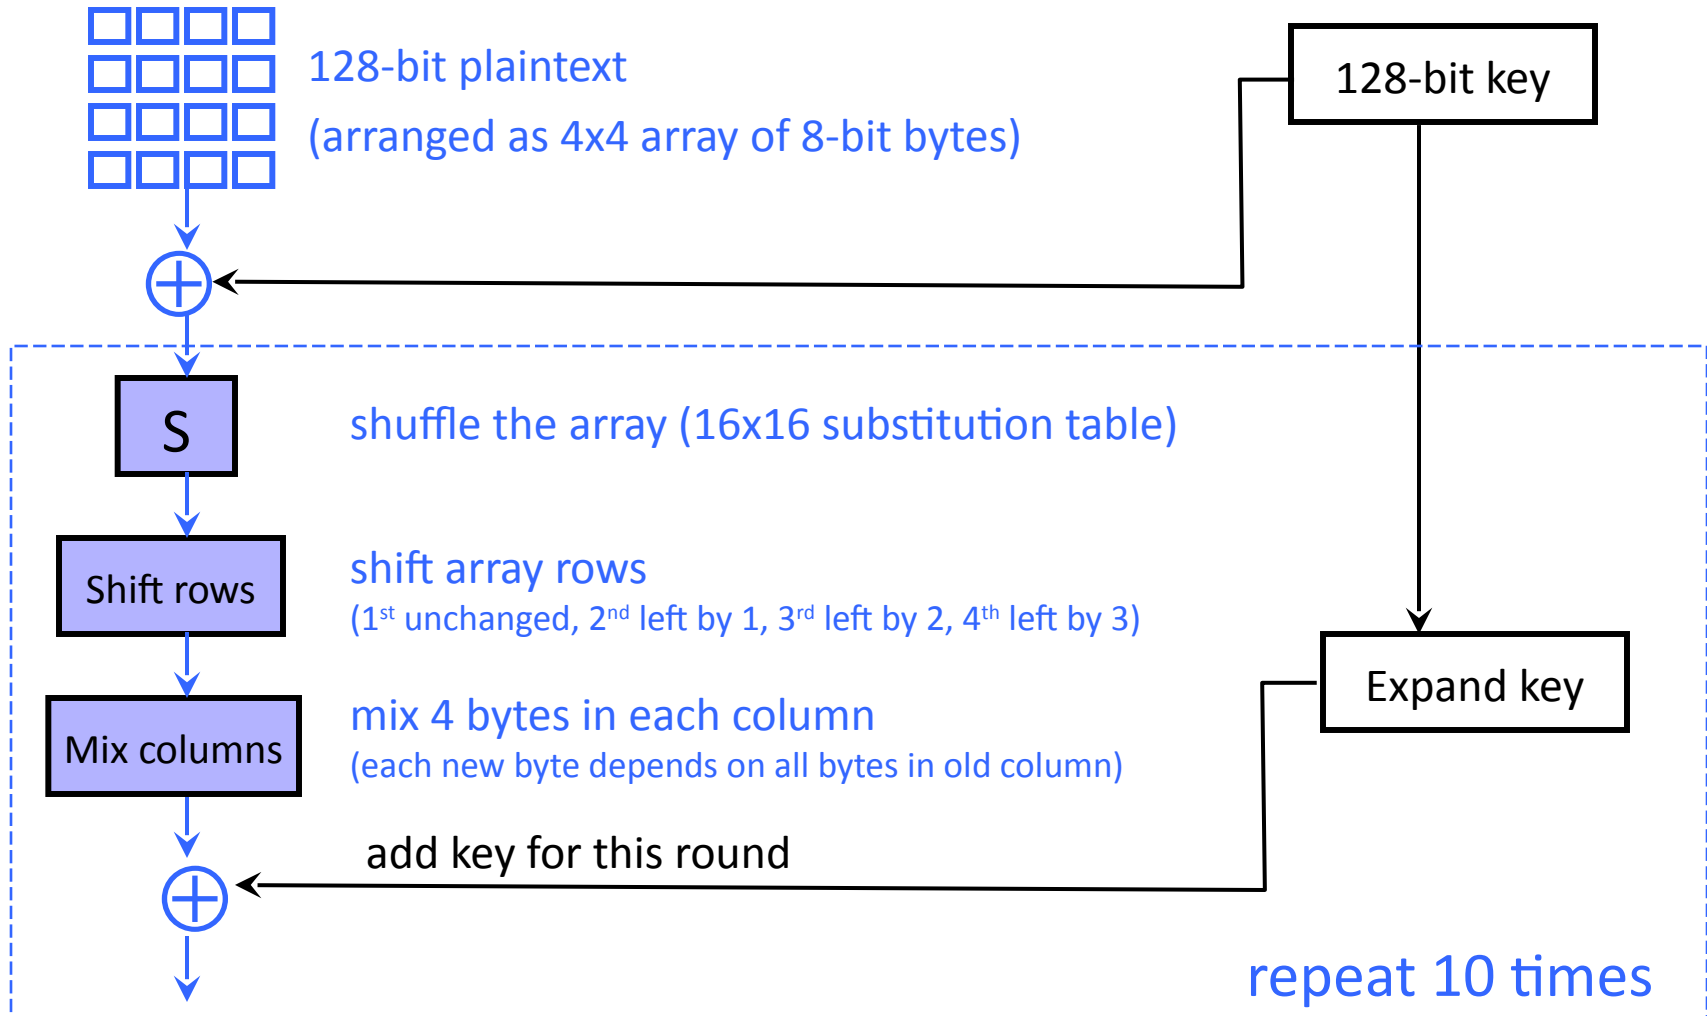 128-bit plaintext
(arranged as 4x4 array of 8-bit bytes)
128-bit key
S
shuffle the array (16x16 substitution table)
Shift rows
shift array rows
(1st unchanged, 2nd left by 1, 3rd left by 2, 4th left by 3)
Expand key
Mix columns
mix 4 bytes in each column
(each new byte depends on all bytes in old column)
add key for this round
repeat 10 times